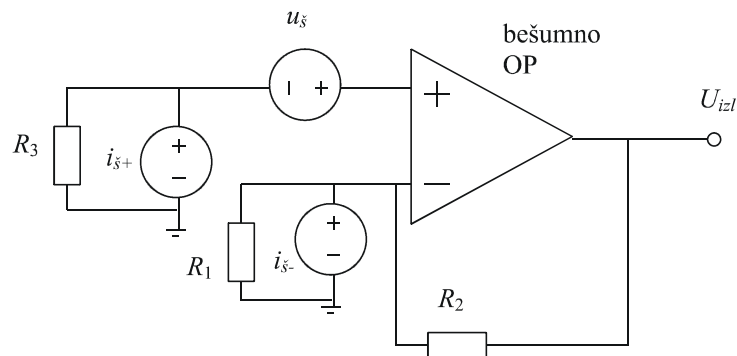 uš
bešumno
OP
Uizl
R3
iš+
R1
iš-
R2